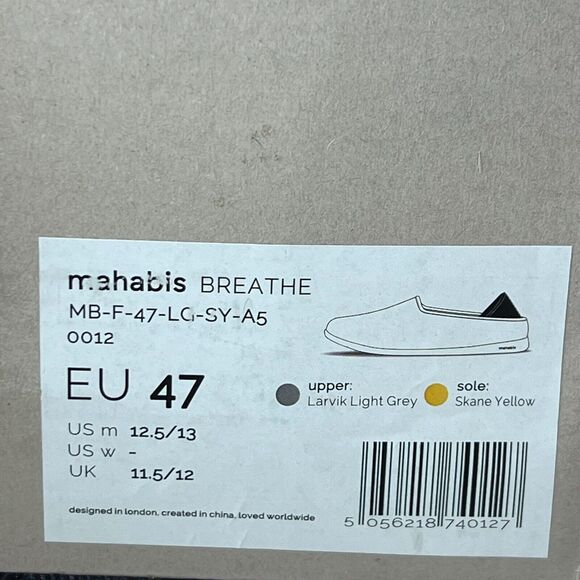 mahabis BREATHE
MB-F-47-LG-SY-A5
0012
mahabis
EU 47
upper:
Larvik Light Grey
sole:
Skane Yellow
US m 12.5/13
US w -
UK 11.5/12
designed in london, created in china, loved worldwide
5 056218 740127